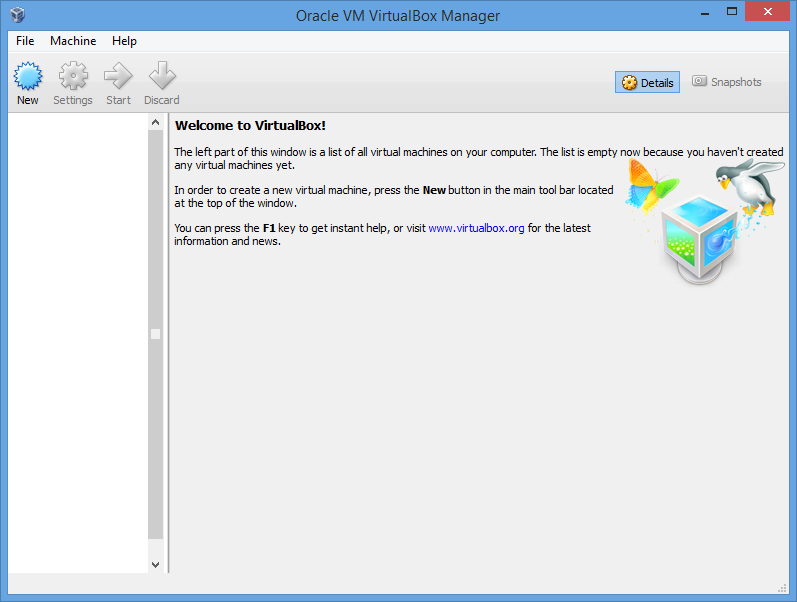 Oracle VM VirtualBox Manager
File Machine Help
New Settings Start Discard
Details Snapshots
Welcome to VirtualBox!
The left part of this window is a list of all virtual machines on your computer. The list is empty now because you haven't created
any virtual machines yet.
In order to create a new virtual machine, press the New button in the main tool bar located
at the top of the window.
You can press the F1 key to get instant help, or visit www.virtualbox.org for the latest
information and news.